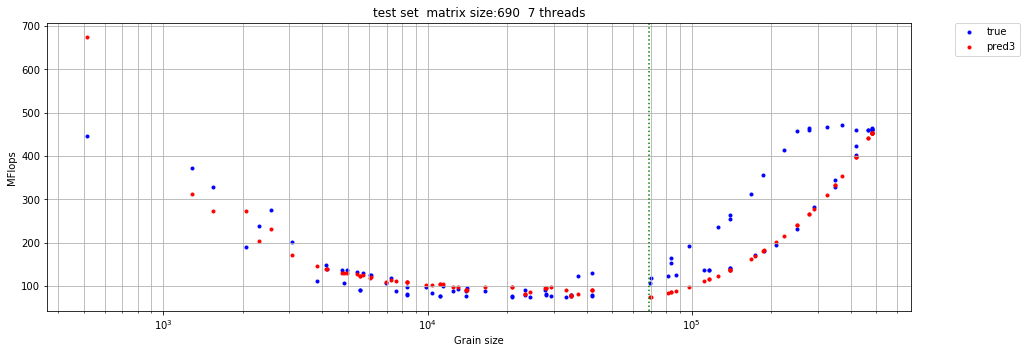 test set  matrix size:690  7 threads
true
pred3
MFlops
700
600
500
400
300
200
100
10³
10⁴
10⁵
Grain size